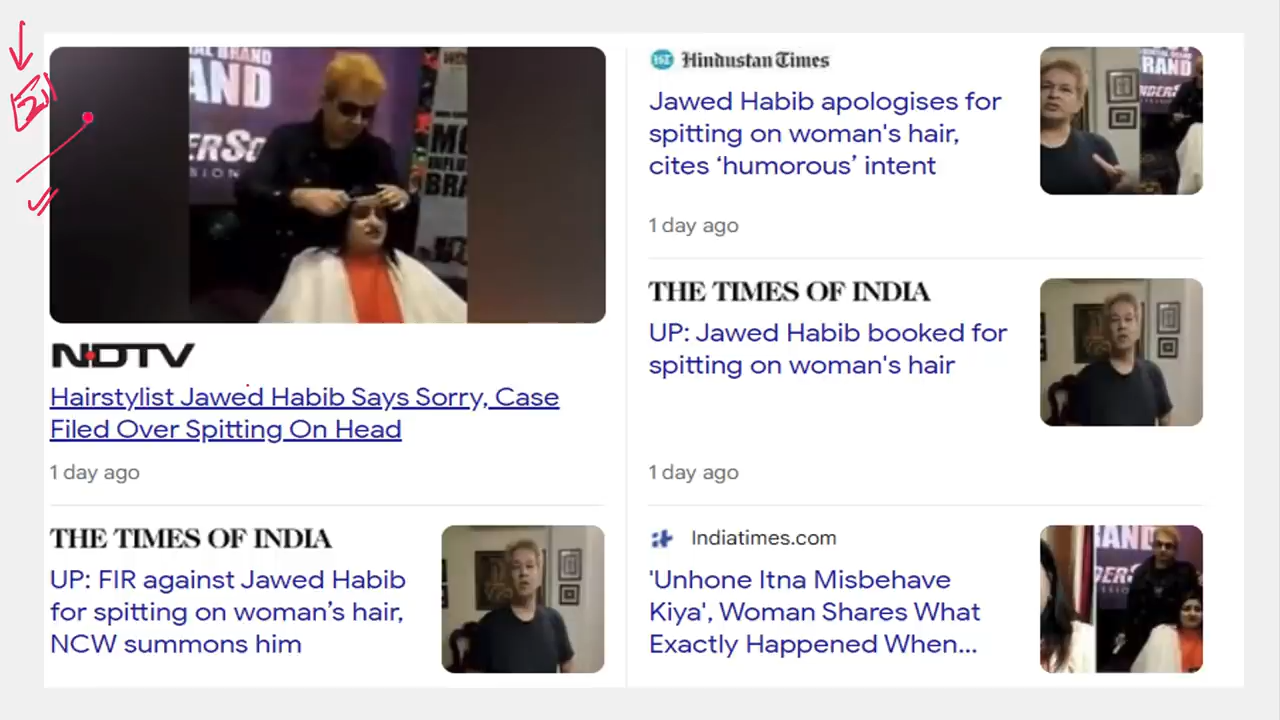 NDTV
Hairstylist Jawed Habib Says Sorry, Case
Filed Over Spitting On Head
1 day ago
THE TIMES OF INDIA
UP: FIR against Jawed Habib
for spitting on woman’s hair,
NCW summons him
HT Hindustan Times
Jawed Habib apologises for
spitting on woman's hair,
cites ‘humorous’ intent
1 day ago
THE TIMES OF INDIA
UP: Jawed Habib booked for
spitting on woman's hair
1 day ago
Indiatimes.com
'Unhone Itna Misbehave
Kiya', Woman Shares What
Exactly Happened When...